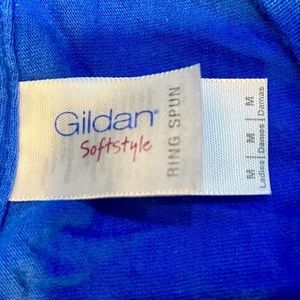 Gildan®
Softstyle
RING SPUN
M | M | M
Ladies | Dames | Damas